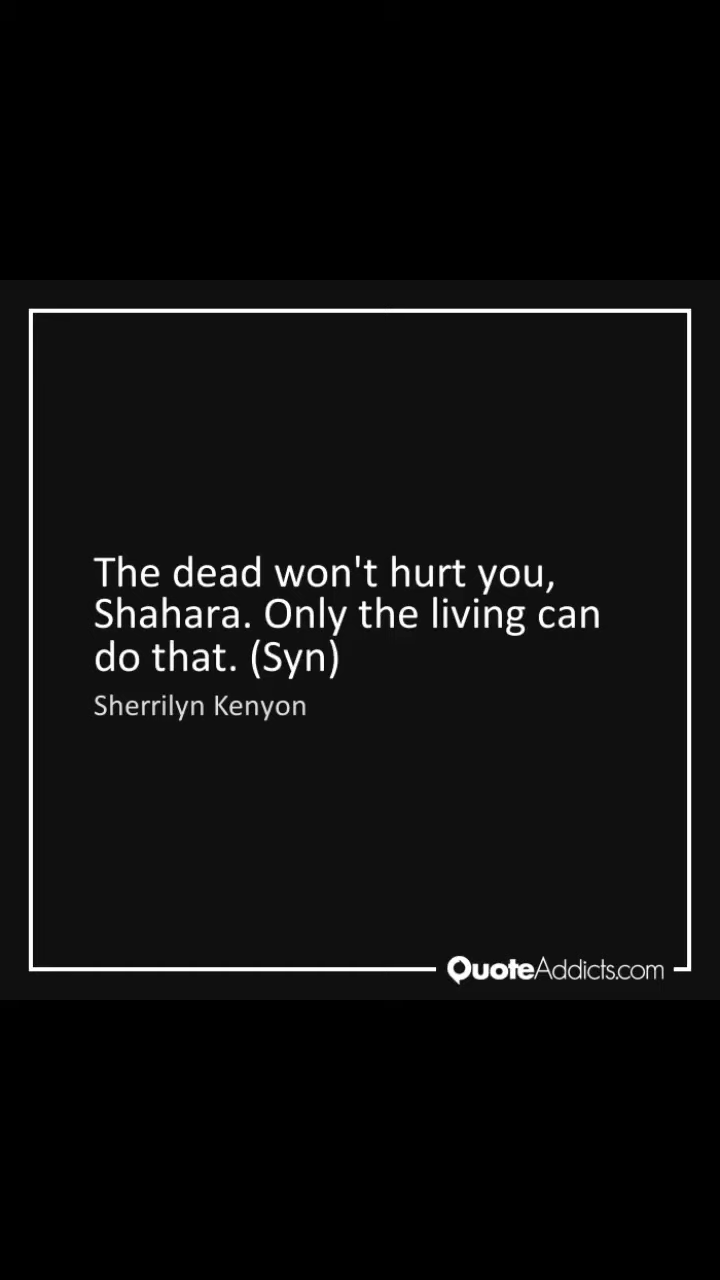 The dead won't hurt you,
Shahara. Only the living can
do that. (Syn)
Sherrilyn Kenyon
QuoteAddicts.com